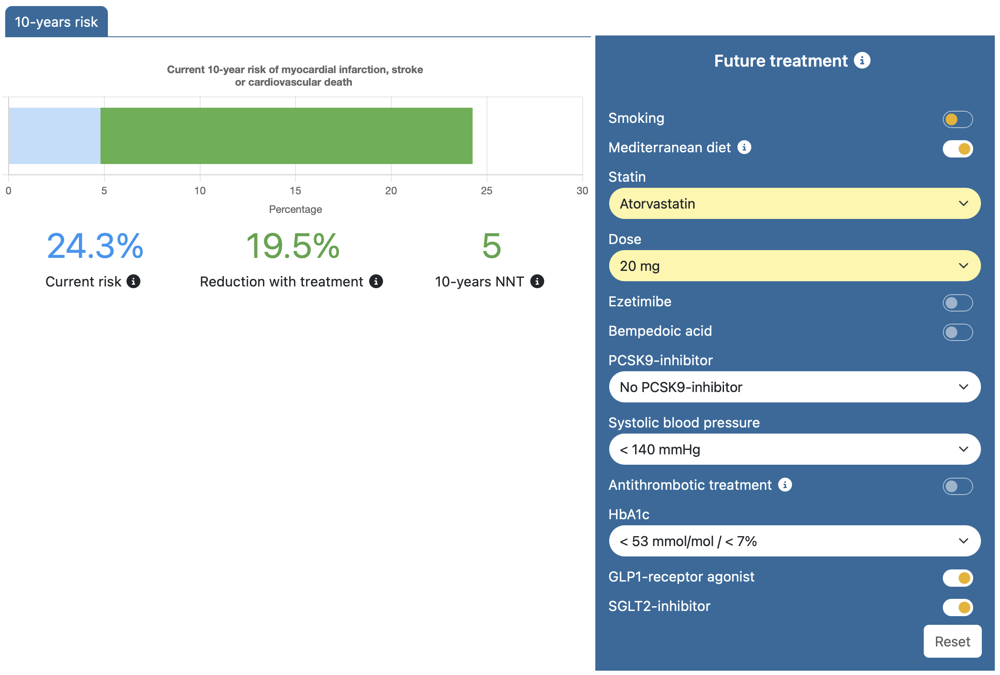 10-years risk
Current 10-year risk of myocardial infarction, stroke
or cardiovascular death
0 5 10 15 20 25 30
Percentage
24.3% 19.5% 5
Current risk Reduction with treatment 10-years NNT
Future treatment
Smoking
Mediterranean diet
Statin
Atorvastatin
Dose
20 mg
Ezetimibe
Bempedoic acid
PCSK9-inhibitor
No PCSK9-inhibitor
Systolic blood pressure
< 140 mmHg
Antithrombotic treatment
HbA1c
< 53 mmol/mol / < 7%
GLP1-receptor agonist
SGLT2-inhibitor
Reset